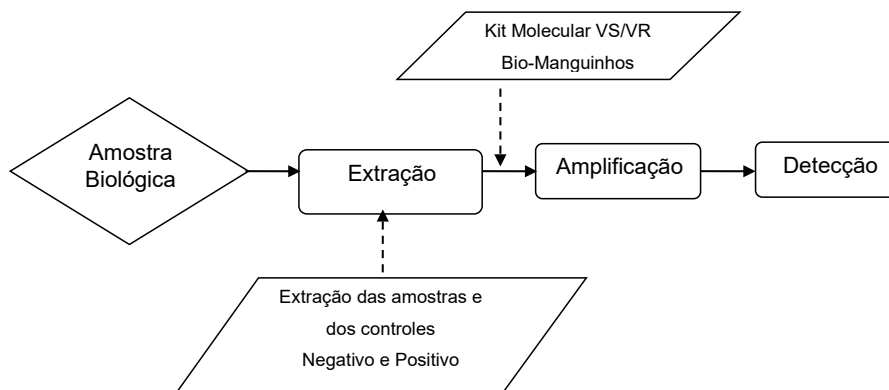 Kit Molecular VS/VR
Bio-Manguinhos
Amostra
Biológica
Extração
Amplificação
Detecção
Extração das amostras e
dos controles
Negativo e Positivo